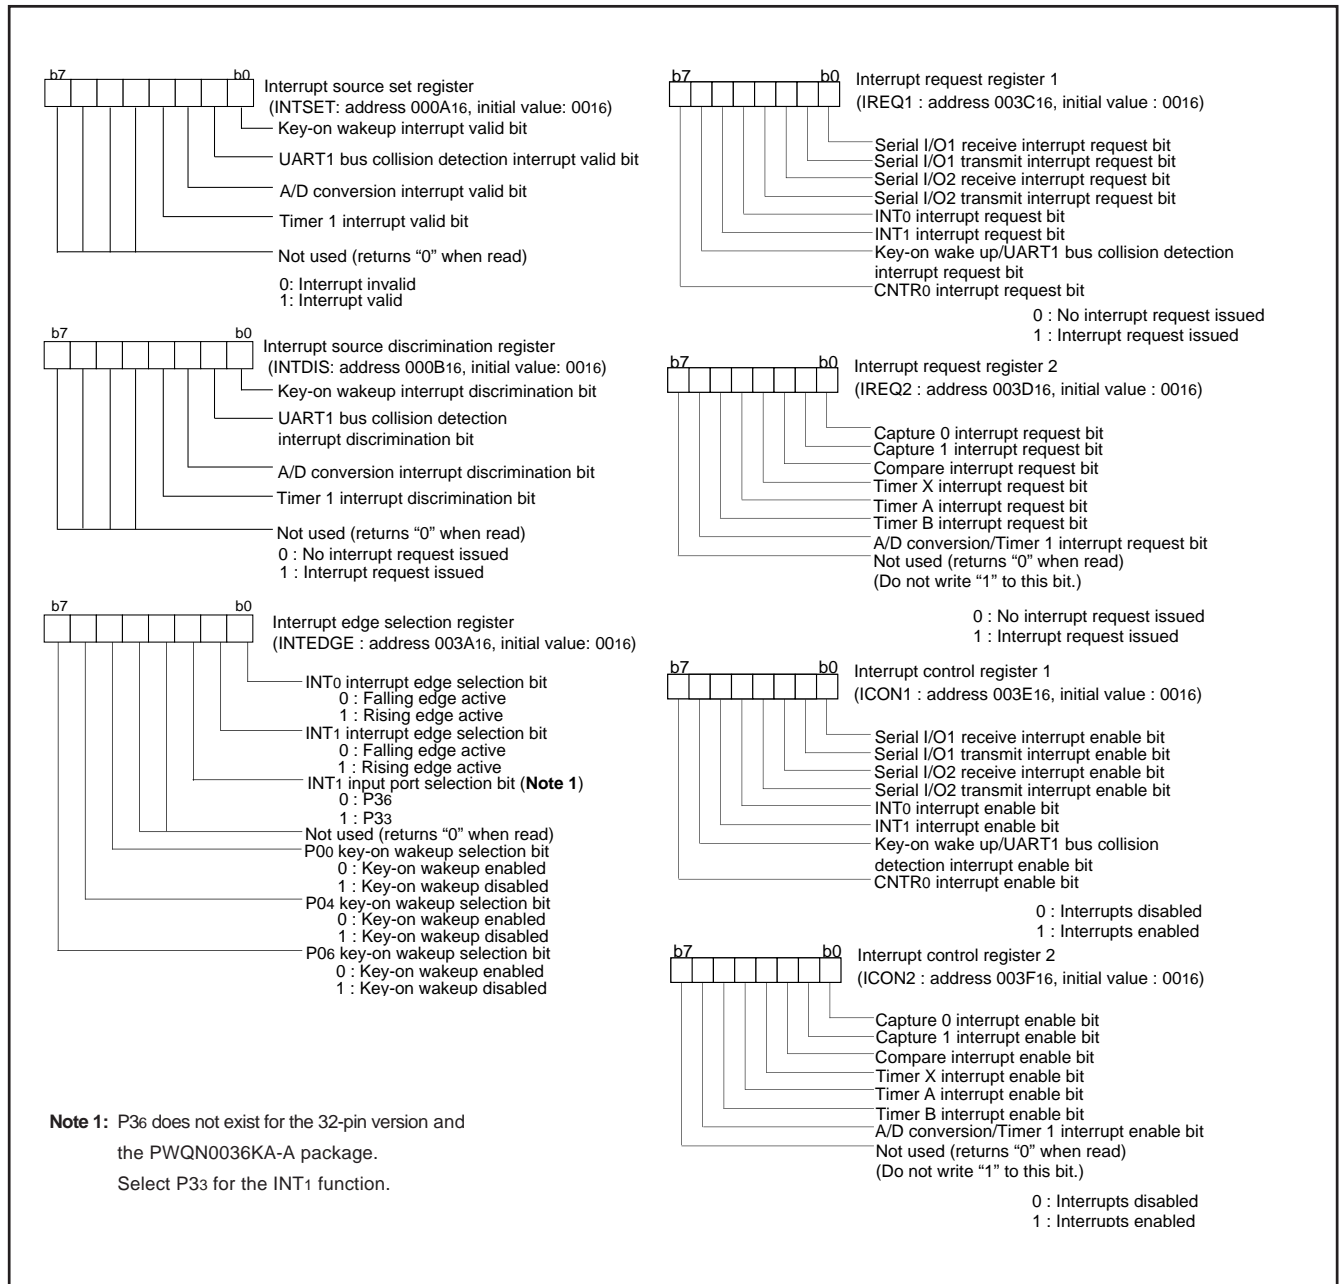 b7 b0
Interrupt source set register
(INTSET: address 000A16, initial value: 0016)
Key-on wakeup interrupt valid bit
UART1 bus collision detection interrupt valid bit
A/D conversion interrupt valid bit
Timer 1 interrupt valid bit
Not used (returns “0” when read)
0: Interrupt invalid
1: Interrupt valid
b7 b0
Interrupt source discrimination register
(INTDIS: address 000B16, initial value: 0016)
Key-on wakeup interrupt discrimination bit
UART1 bus collision detection
interrupt discrimination bit
A/D conversion interrupt discrimination bit
Timer 1 interrupt discrimination bit
Not used (returns “0” when read)
0 : No interrupt request issued
1 : Interrupt request issued
b7 b0
Interrupt edge selection register
(INTEDGE : address 003A16, initial value: 0016)
INT0 interrupt edge selection bit
0 : Falling edge active
1 : Rising edge active
INT1 interrupt edge selection bit
0 : Falling edge active
1 : Rising edge active
INT1 input port selection bit (Note 1)
0 : P36
1 : P33
Not used (returns “0” when read)
P00 key-on wakeup selection bit
0 : Key-on wakeup enabled
1 : Key-on wakeup disabled
P04 key-on wakeup selection bit
0 : Key-on wakeup enabled
1 : Key-on wakeup disabled
P06 key-on wakeup selection bit
0 : Key-on wakeup enabled
1 : Key-on wakeup disabled
Note 1: P36 does not exist for the 32-pin version and
the PWQN0036KA-A package.
Select P33 for the INT1 function.
b7 b0
Interrupt request register 1
(IREQ1 : address 003C16, initial value : 0016)
Serial I/O1 receive interrupt request bit
Serial I/O1 transmit interrupt request bit
Serial I/O2 receive interrupt request bit
Serial I/O2 transmit interrupt request bit
INT0 interrupt request bit
INT1 interrupt request bit
Key-on wake up/UART1 bus collision detection
interrupt request bit
CNTR0 interrupt request bit
0 : No interrupt request issued
1 : Interrupt request issued
b7 b0
Interrupt request register 2
(IREQ2 : address 003D16, initial value : 0016)
Capture 0 interrupt request bit
Capture 1 interrupt request bit
Compare interrupt request bit
Timer X interrupt request bit
Timer A interrupt request bit
Timer B interrupt request bit
A/D conversion/Timer 1 interrupt request bit
Not used (returns “0” when read)
(Do not write “1” to this bit.)
0 : No interrupt request issued
1 : Interrupt request issued
b7 b0
Interrupt control register 1
(ICON1 : address 003E16, initial value : 0016)
Serial I/O1 receive interrupt enable bit
Serial I/O1 transmit interrupt enable bit
Serial I/O2 receive interrupt enable bit
Serial I/O2 transmit interrupt enable bit
INT0 interrupt enable bit
INT1 interrupt enable bit
Key-on wake up/UART1 bus collision
detection interrupt enable bit
CNTR0 interrupt enable bit
0 : Interrupts disabled
1 : Interrupts enabled
b7 b0
Interrupt control register 2
(ICON2 : address 003F16, initial value : 0016)
Capture 0 interrupt enable bit
Capture 1 interrupt enable bit
Compare interrupt enable bit
Timer X interrupt enable bit
Timer A interrupt enable bit
Timer B interrupt enable bit
A/D conversion/Timer 1 interrupt enable bit
Not used (returns “0” when read)
(Do not write “1” to this bit.)
0 : Interrupts disabled
1 : Interrupts enabled